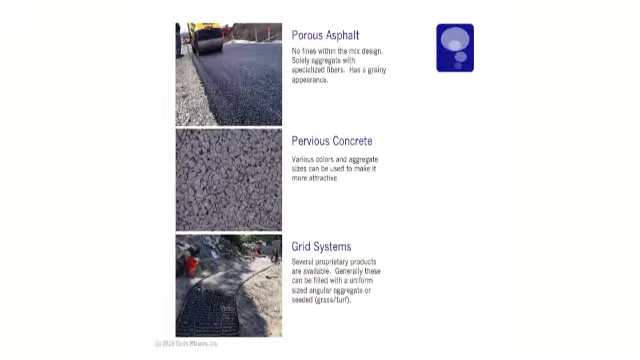 Porous Asphalt
No fines within the mix design.
Solely aggregate with
specialized fibers. Has a grainy
appearance.
Pervious Concrete
Various colors and aggregate
sizes can be used to make it
more attractive.
Grid Systems
Several proprietary products
are available. Generally these
can be filled with a uniform
sized angular aggregate or
seeded (grass/turf).